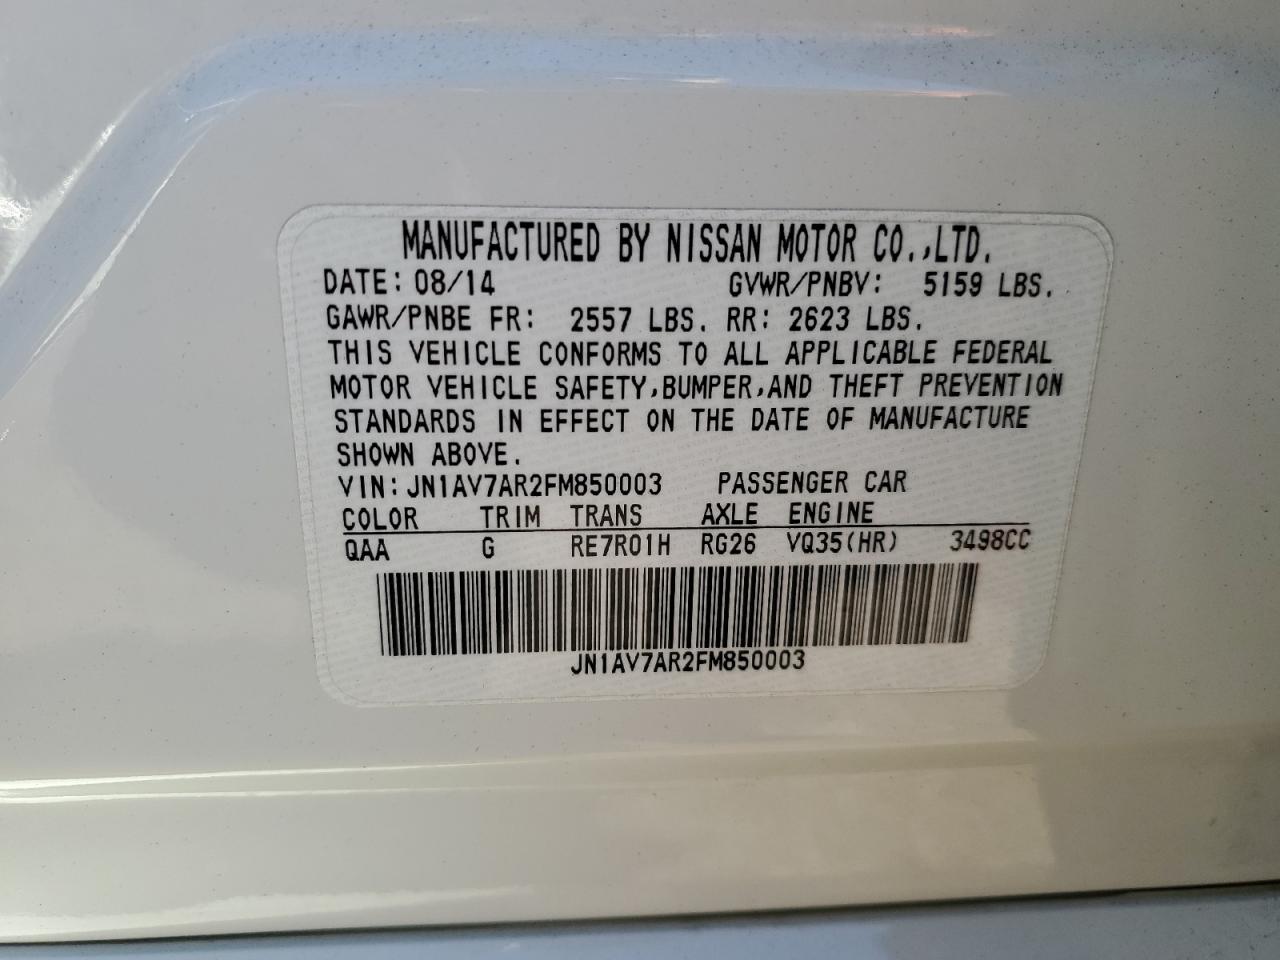 MANUFACTURED BY NISSAN MOTOR CO.,LTD.
DATE: 08/14 GVWR/PNBV: 5159 LBS.
GAWR/PNBE FR: 2557 LBS. RR: 2623 LBS.
THIS VEHICLE CONFORMS TO ALL APPLICABLE FEDERAL
MOTOR VEHICLE SAFETY,BUMPER,AND THEFT PREVENTION
STANDARDS IN EFFECT ON THE DATE OF MANUFACTURE
SHOWN ABOVE.
VIN: JN1AV7AR2FM850003 PASSENGER CAR
COLOR TRIM TRANS AXLE ENGINE
QAA G RE7R01H RG26 VQ35(HR) 3498CC
JN1AV7AR2FM850003